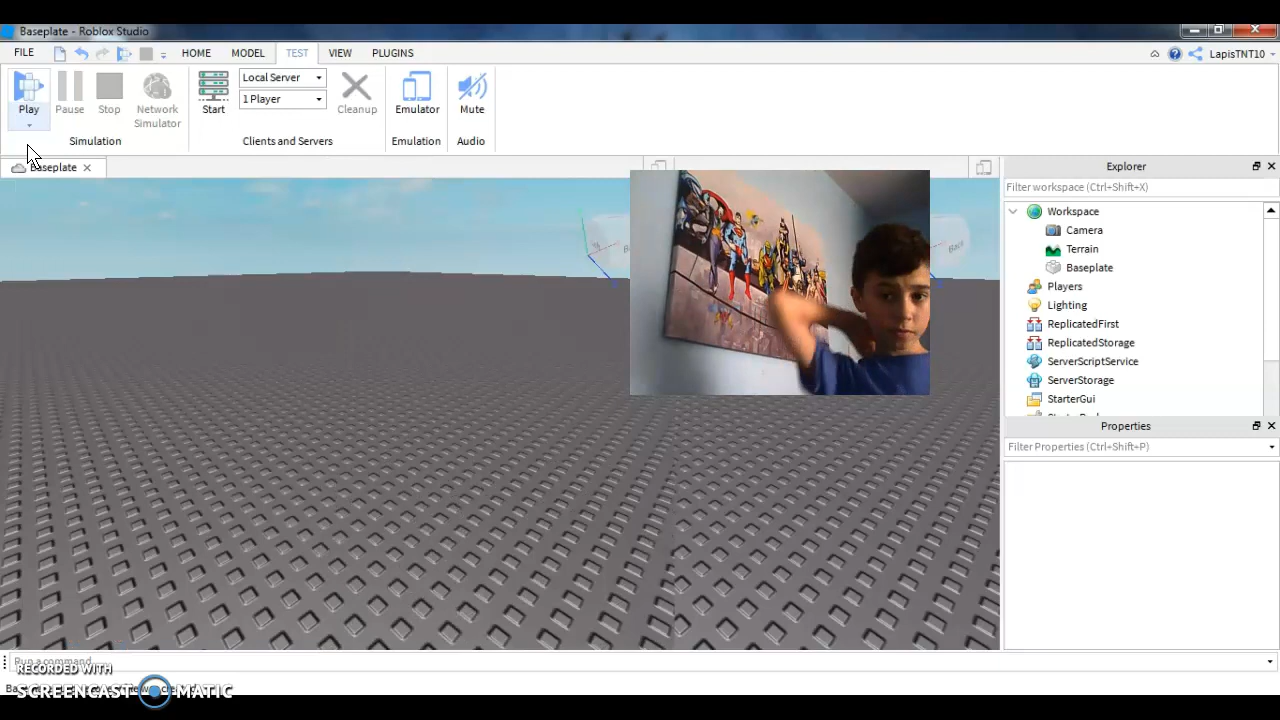 Baseplate - Roblox Studio
FILE HOME MODEL TEST VIEW PLUGINS LapisTNT10
Local Server
1 Player
Play Pause Stop Network Simulator Start Cleanup Emulator Mute
Simulation Clients and Servers Emulation Audio
Baseplate
Explorer
Filter workspace (Ctrl+Shift+X)
Workspace
Camera
Terrain
Baseplate
Players
Lighting
ReplicatedFirst
ReplicatedStorage
ServerScriptService
ServerStorage
StarterGui
Properties
Filter Properties (Ctrl+Shift+P)
Run a command
RECORDED WITH
SCREENCAST MATIC